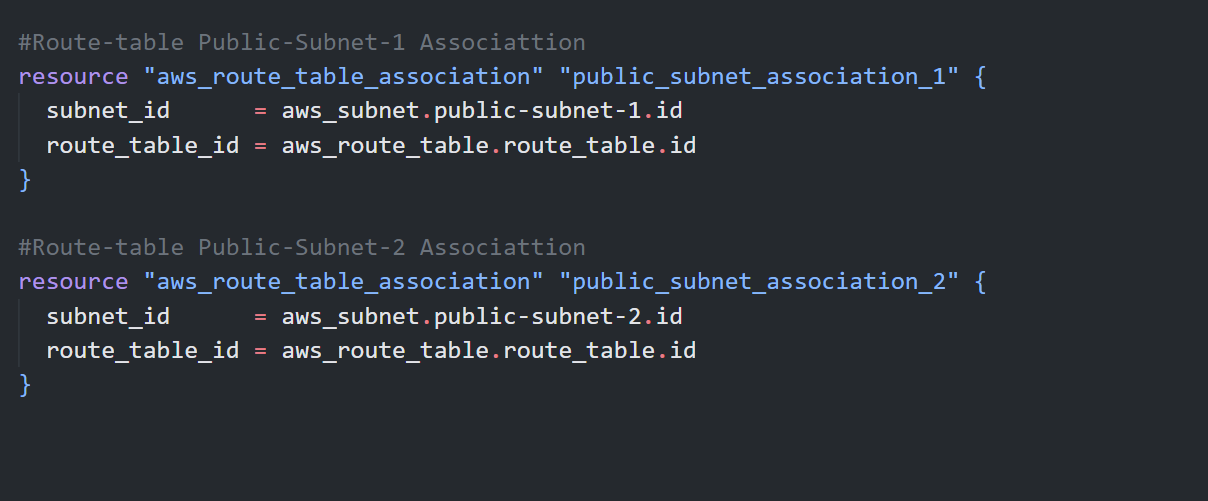 #Route-table Public-Subnet-1 Associattion
resource "aws_route_table_association" "public_subnet_association_1" {
  subnet_id      = aws_subnet.public-subnet-1.id
  route_table_id = aws_route_table.route_table.id
}

#Route-table Public-Subnet-2 Associattion
resource "aws_route_table_association" "public_subnet_association_2" {
  subnet_id      = aws_subnet.public-subnet-2.id
  route_table_id = aws_route_table.route_table.id
}